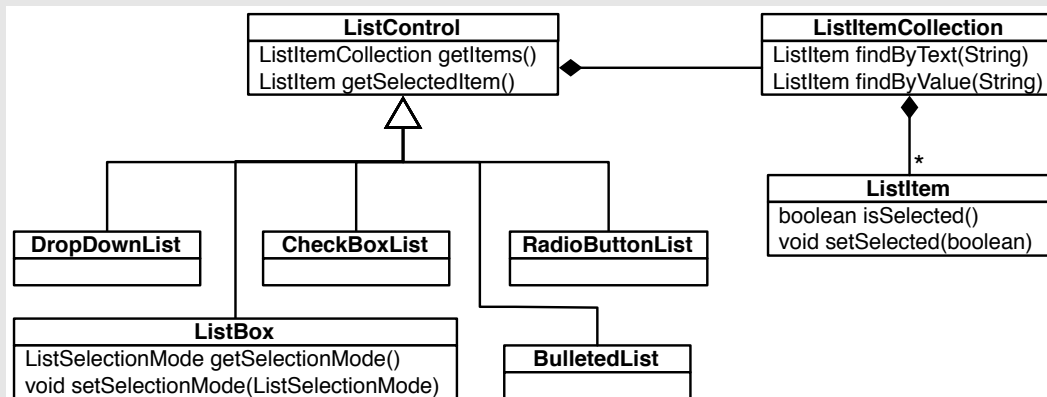 ListControl
ListItemCollection getItems()
ListItem getSelectedItem()
ListItemCollection
ListItem findByText(String)
ListItem findByValue(String)
*
ListItem
boolean isSelected()
void setSelected(boolean)
DropDownList
CheckBoxList
RadioButtonList
ListBox
ListSelectionMode getSelectionMode()
void setSelectionMode(ListSelectionMode)
BulletedList